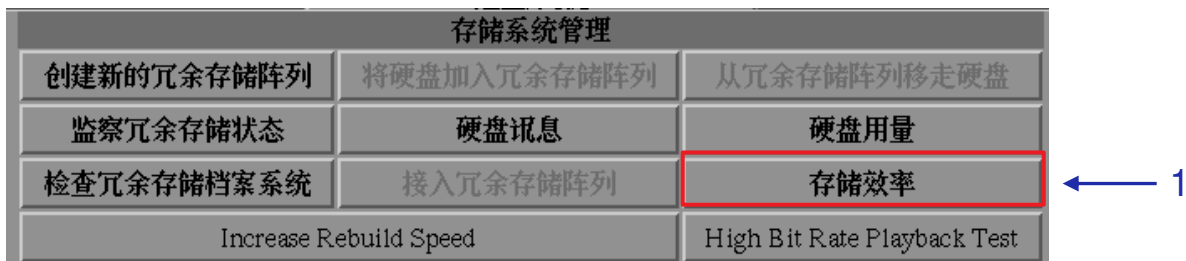 存储系统管理
创建新的冗余存储阵列 将硬盘加入冗余存储阵列 从冗余存储阵列移走硬盘
监察冗余存储状态 硬盘讯息 硬盘用量
检查冗余存储档案系统 接入冗余存储阵列 存储效率 1
Increase Rebuild Speed High Bit Rate Playback Test